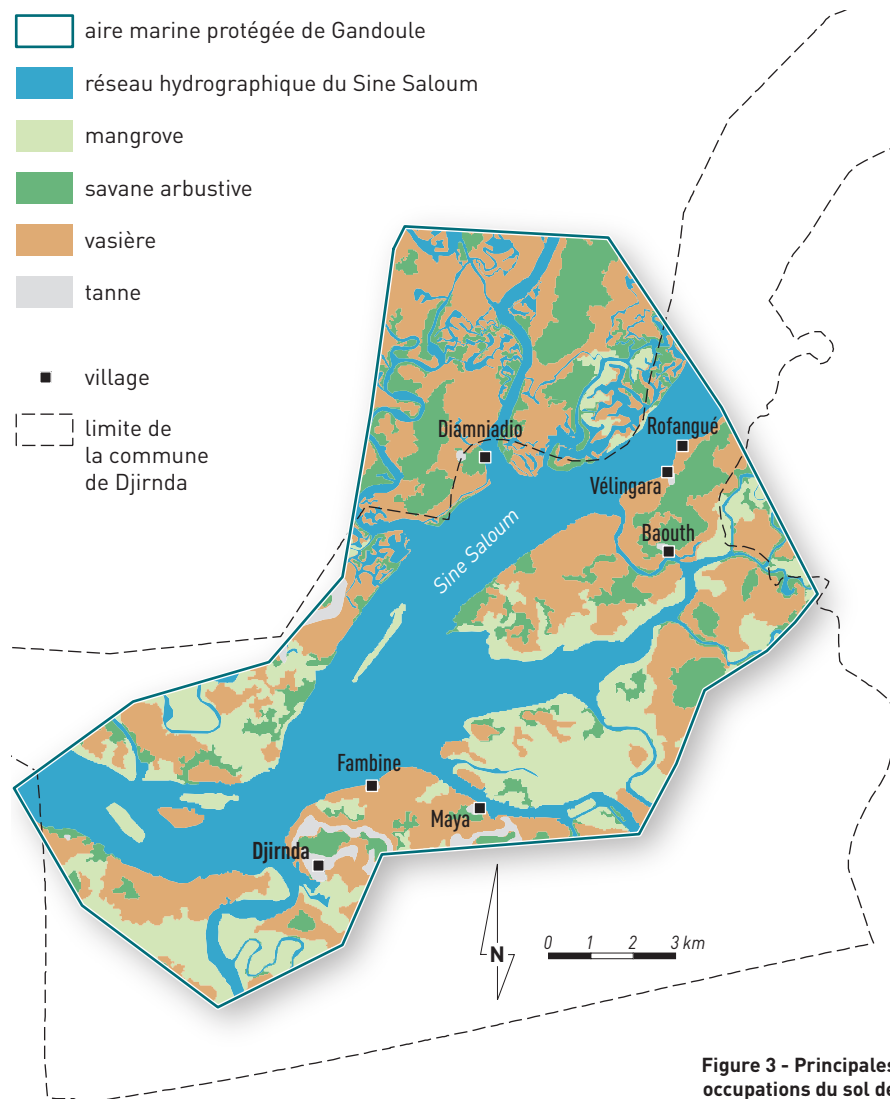 aire marine protégée de Gandoule
réseau hydrographique du Sine Saloum
mangrove
savane arbustive
vasière
tanne
village
limite de
la commune
de Djirnda
Diamniadio
Rofangué
Vélingara
Baouth
Sine Saloum
Fambine
Maya
Djirnda
N
0 1 2 3 km
Figure 3 - Principales
occupations du sol de